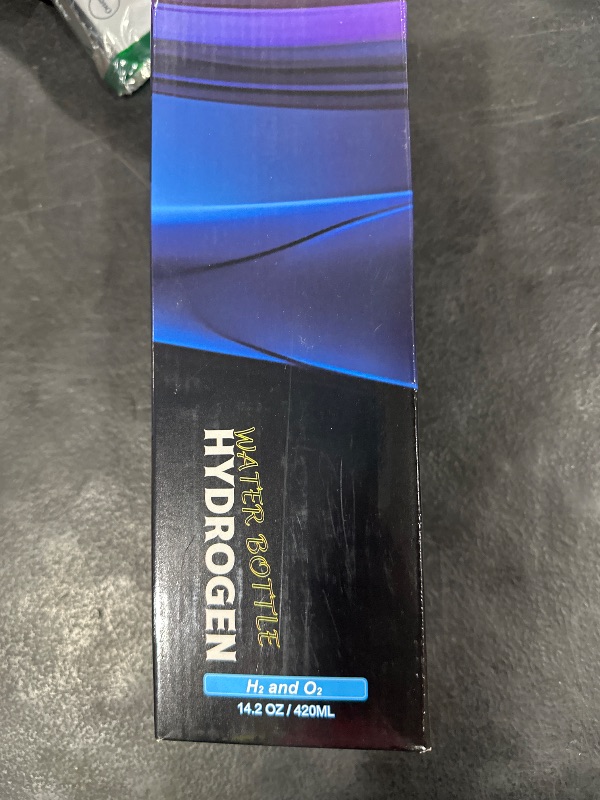 WATER BOTTLE
HYDROGEN
H₂ and O₂
14.2 OZ / 420ML